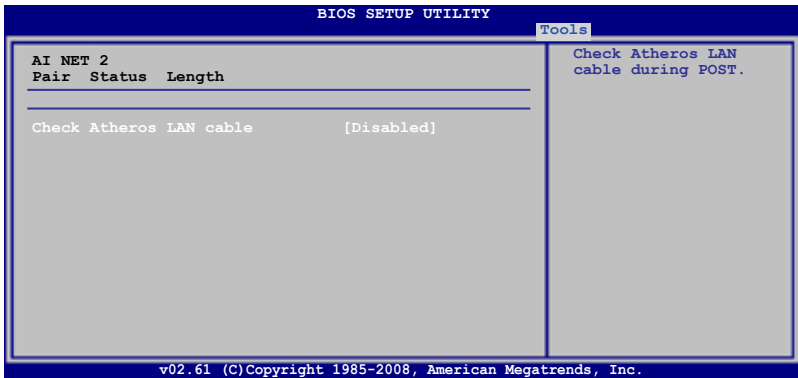 BIOS SETUP UTILITY
Tools
AI NET 2
Pair Status Length
Check Atheros LAN cable [Disabled]
Check Atheros LAN
cable during POST.
v02.61 (C)Copyright 1985-2008, American Megatrends, Inc.